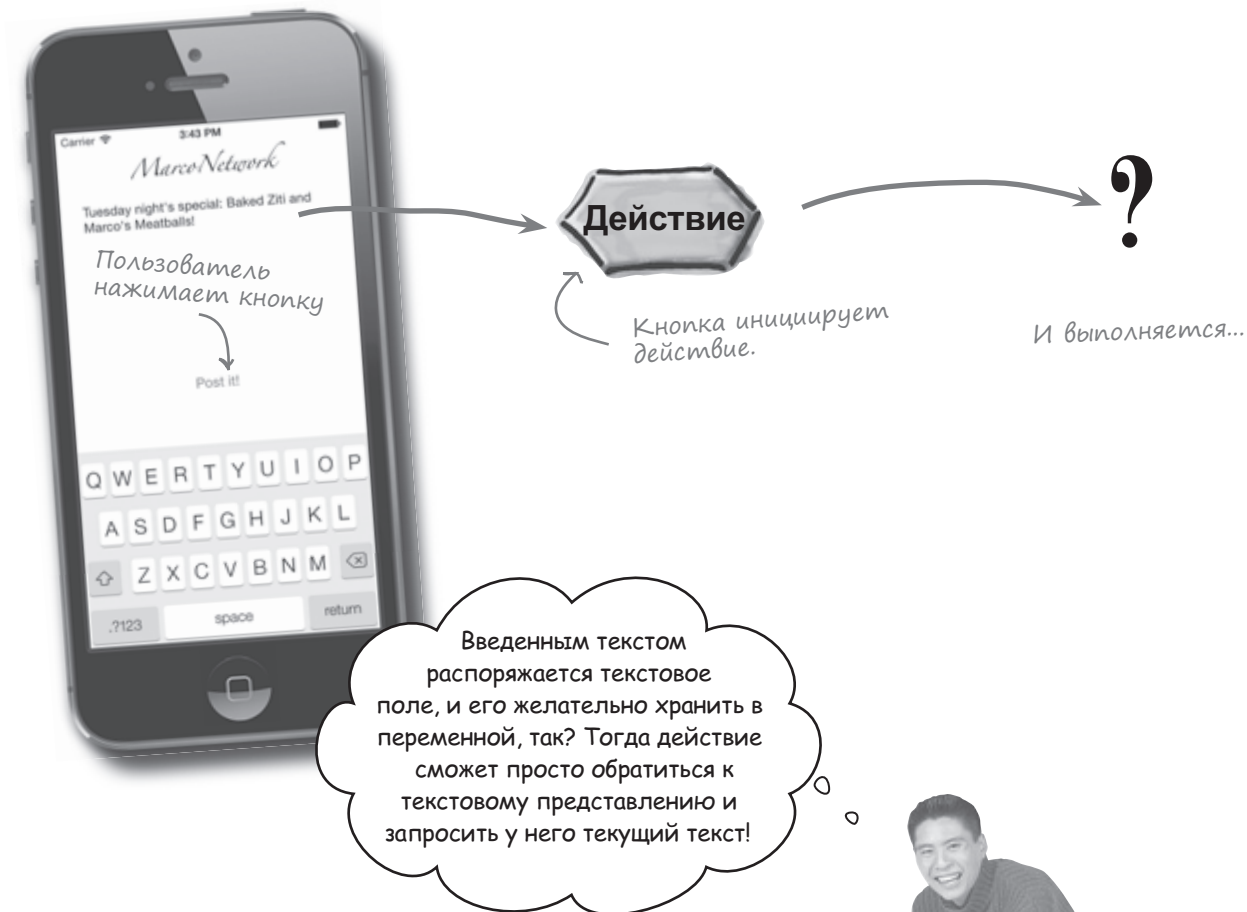 Carrier 3:43 PM
MarcoNetwork
Tuesday night's special: Baked Ziti and
Marco's Meatballs!
Пользователь
нажимает кнопку
Post it!
Q W E R T Y U I O P
A S D F G H J K L
Z X C V B N M
.?123 space return
Действие
Кнопка инициирует
действие.
?
И выполняется...
Введенным текстом
распоряжается текстовое
поле, и его желательно хранить в
переменной, так? Тогда действие
сможет просто обратиться к
текстовому представлению и
запросить у него текущий текст!